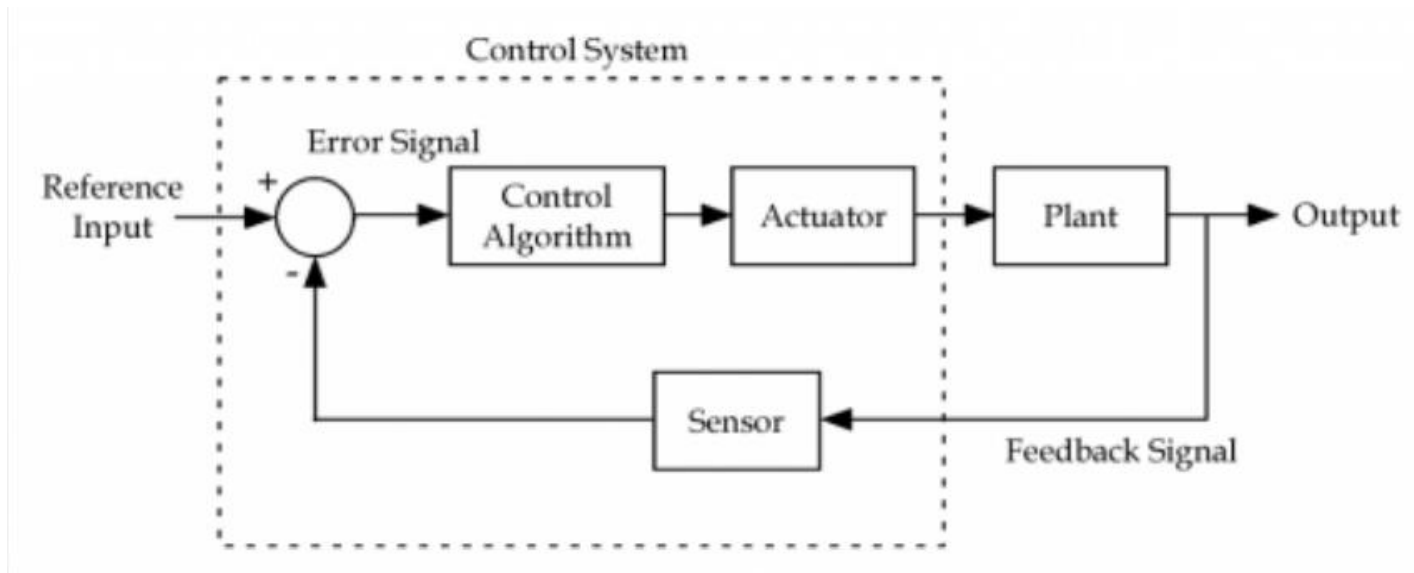 Control System
Error Signal
Reference
Input
+
-
Control
Algorithm
Actuator
Plant
Output
Sensor
Feedback Signal